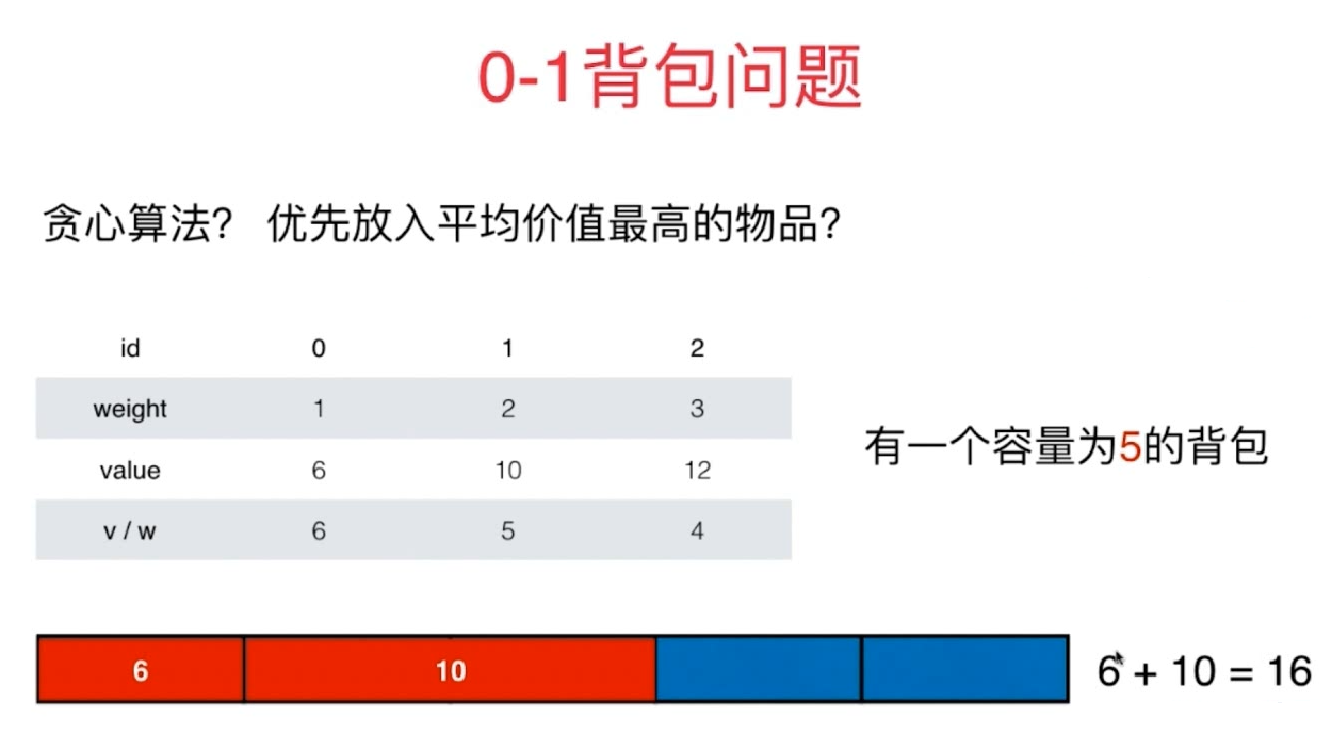 0-1背包问题
贪心算法? 优先放入平均价值最高的物品?
id 0 1 2
weight 1 2 3
value 6 10 12
v / w 6 5 4
有一个容量为5的背包
6 10
6 + 10 = 16